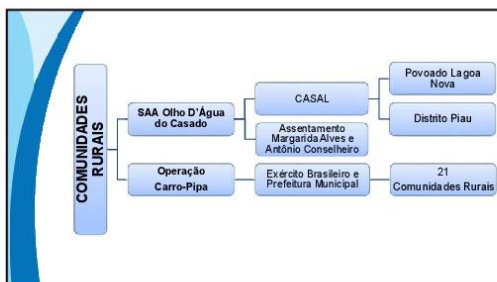 COMUNIDADES
RURAIS
SAA Olho D'Água
do Casado
CASAL
Povoado Lagoa
Nova
Distrito Piau
Assentamento
Margarida Alves e
Antônio Conselheiro
Operação
Carro-Pipa
Exército Brasileiro e
Prefeitura Municipal
21
Comunidades Rurais